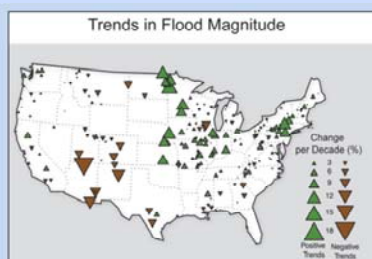 Trends in Flood Magnitude
Change
per Decade (%)
3
6
9
12
15
18
Positive
Trends
Negative
Trends